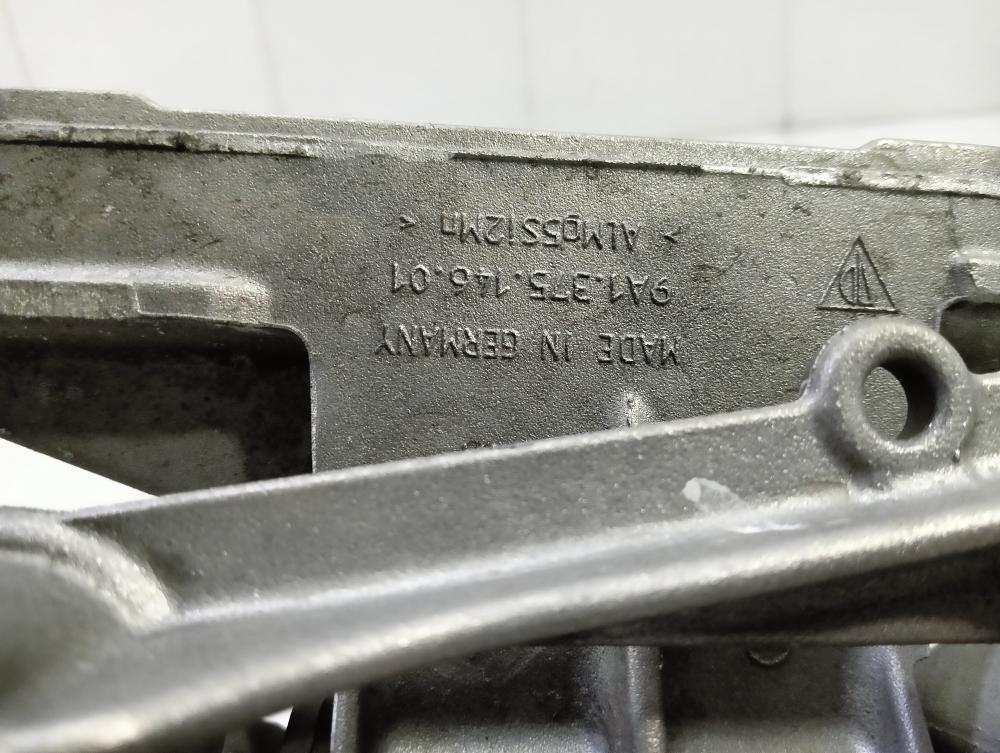 MADE IN GERMANY
9A1.375.146.01
> ALMg5Si2Mn <